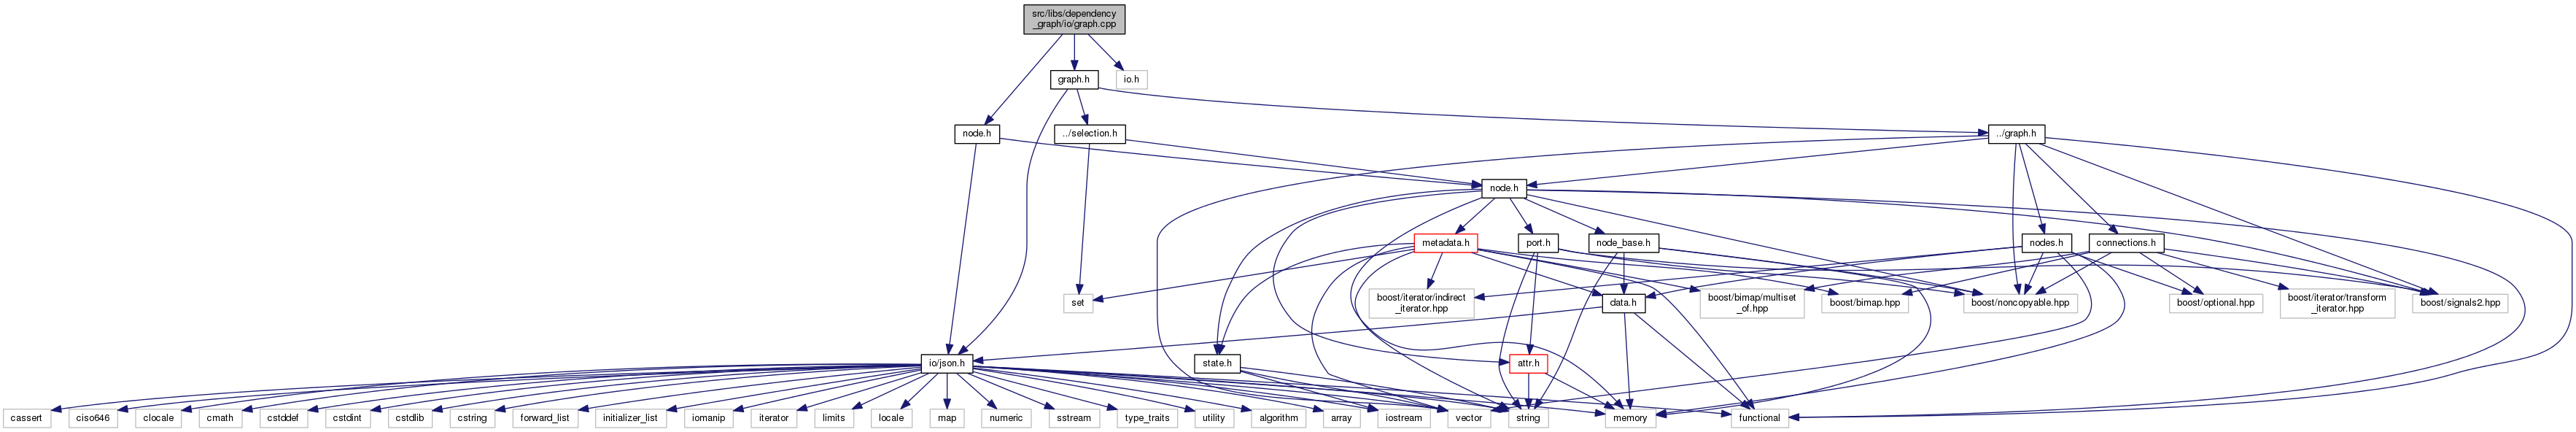 src/libs/dependency
_graph/io/graph.cpp
graph.h
io.h
node.h
../selection.h
../graph.h
node.h
metadata.h
port.h
node_base.h
nodes.h
connections.h
set
boost/iterator/indirect
_iterator.hpp
data.h
boost/bimap/multiset
_of.hpp
boost/bimap.hpp
boost/noncopyable.hpp
boost/optional.hpp
boost/iterator/transform
_iterator.hpp
boost/signals2.hpp
io/json.h
state.h
attr.h
cassert
ciso646
clocale
cmath
cstddef
cstdint
cstdlib
cstring
forward_list
initializer_list
iomanip
iterator
limits
locale
map
numeric
sstream
type_traits
utility
algorithm
array
iostream
vector
string
memory
functional